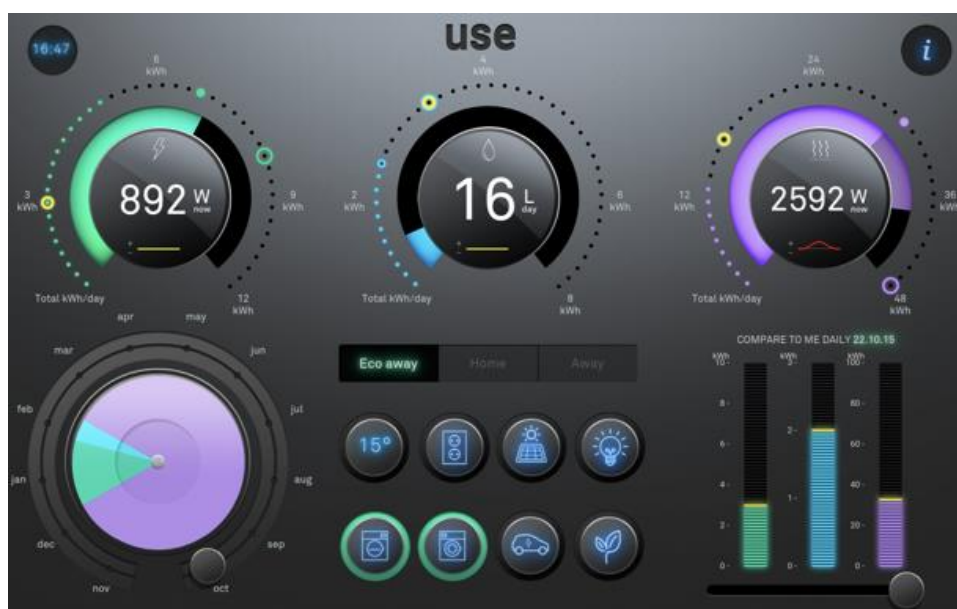 use
16:47
i
6
kWh
3
kWh
9
kWh
892 W
now
Total kWh/day
12
kWh
4
kWh
2
kWh
6
kWh
16 L
day
Total kWh/day
8
kWh
24
kWh
12
kWh
36
kWh
2592 W
now
Total kWh/day
48
kWh
apr
may
mar
jun
feb
jul
jan
aug
dec
sep
nov
oct
Eco away
Home
Away
15°
COMPARE TO ME DAILY 22.10.15
kWh
kWh
kWh
10-
3-
100-
8-
60-
2-
6-
60-
4-
40-
1-
2-
20-
0-
0-
0-